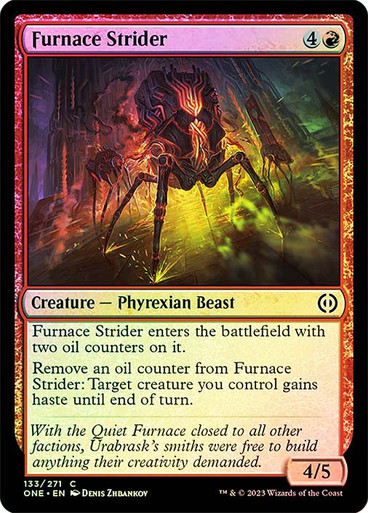 Furnace Strider 4
Creature — Phyrexian Beast
Furnace Strider enters the battlefield with
two oil counters on it.
Remove an oil counter from Furnace
Strider: Target creature you control gains
haste until end of turn.
With the Quiet Furnace closed to all other
factions, Urabrask's smiths were free to build
anything their creativity demanded.
4/5
133/271 C
ONE • EN Denis Zhbankov
™ & © 2023 Wizards of the Coast